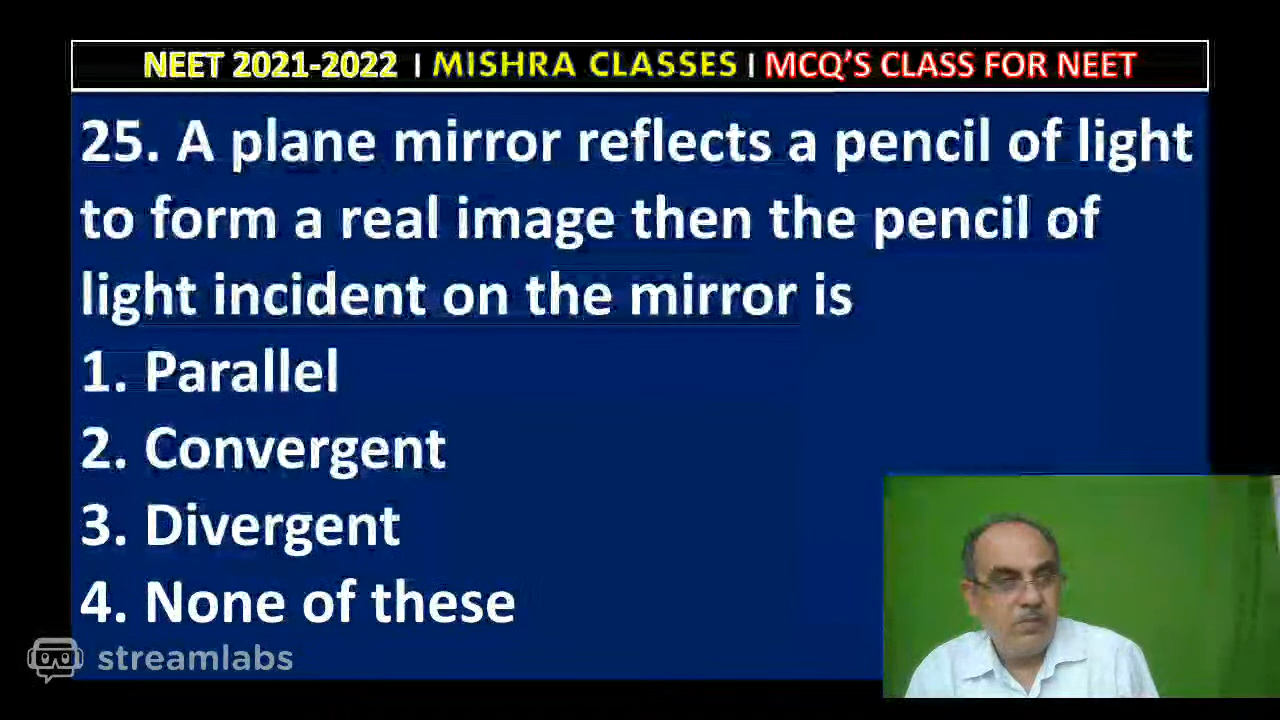 NEET 2021-2022 | MISHRA CLASSES | MCQ’S CLASS FOR NEET
25. A plane mirror reflects a pencil of light
to form a real image then the pencil of
light incident on the mirror is
1. Parallel
2. Convergent
3. Divergent
4. None of these
streamlabs